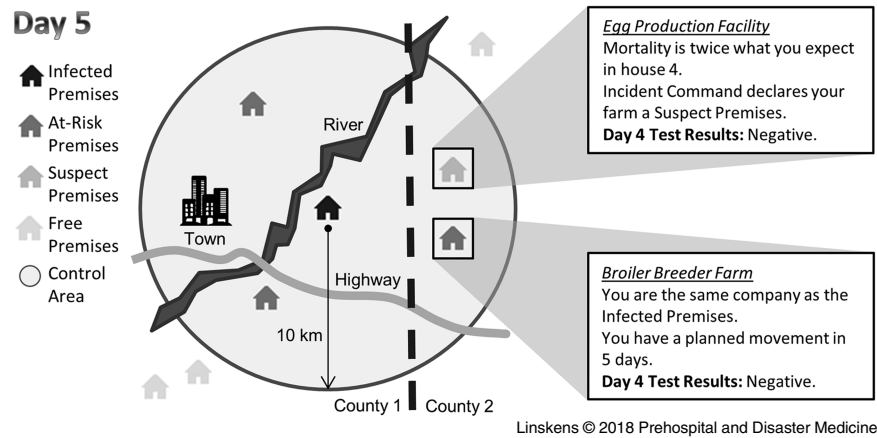 Day 5
Infected
Premises
At-Risk
Premises
Suspect
Premises
Free
Premises
Control
Area
River
Town
Highway
10 km
County 1
County 2
Egg Production Facility
Mortality is twice what you expect
in house 4.
Incident Command declares your
farm a Suspect Premises.
Day 4 Test Results: Negative.
Broiler Breeder Farm
You are the same company as the
Infected Premises.
You have a planned movement in
5 days.
Day 4 Test Results: Negative.
Linskens © 2018 Prehospital and Disaster Medicine